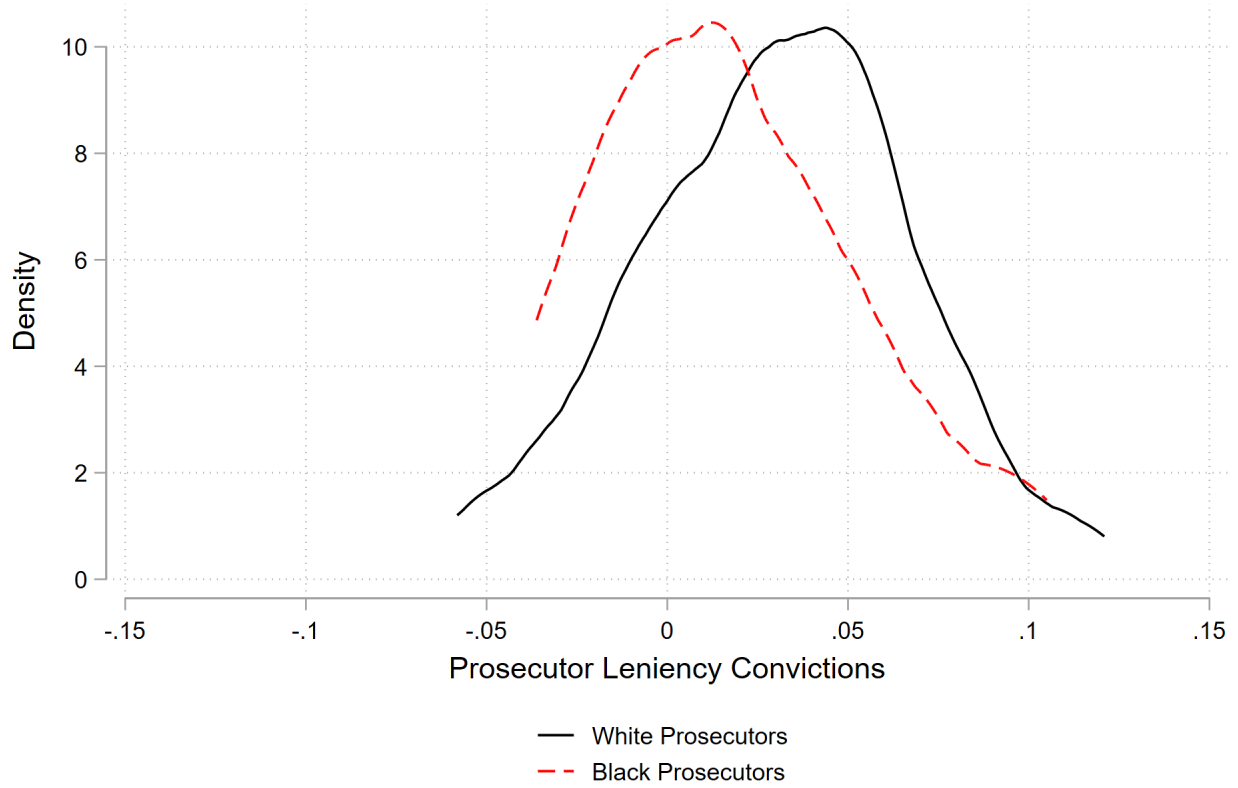 Density
10
8
6
4
2
0
-.15 -.1 -.05 0 .05 .1 .15
Prosecutor Leniency Convictions
White Prosecutors
Black Prosecutors